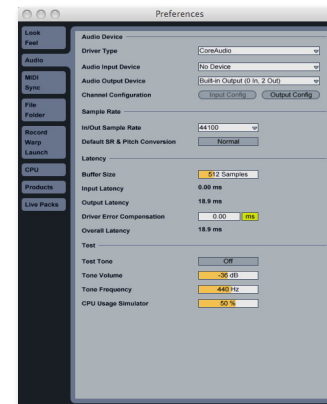 Preferences
Look
Feel
Audio
MIDI
Sync
File
Folder
Record
Warp
Launch
CPU
Products
Live Packs
Audio Device
Driver Type CoreAudio
Audio Input Device No Device
Audio Output Device Built-in Output (0 In, 2 Out)
Channel Configuration Input Config Output Config
Sample Rate
In/Out Sample Rate 44100
Default SR & Pitch Conversion Normal
Latency
Buffer Size 512 Samples
Input Latency 0.00 ms
Output Latency 18.9 ms
Driver Error Compensation 0.00 ms
Overall Latency 18.9 ms
Test
Test Tone Off
Tone Volume -36 dB
Tone Frequency 440 Hz
CPU Usage Simulator 50 %